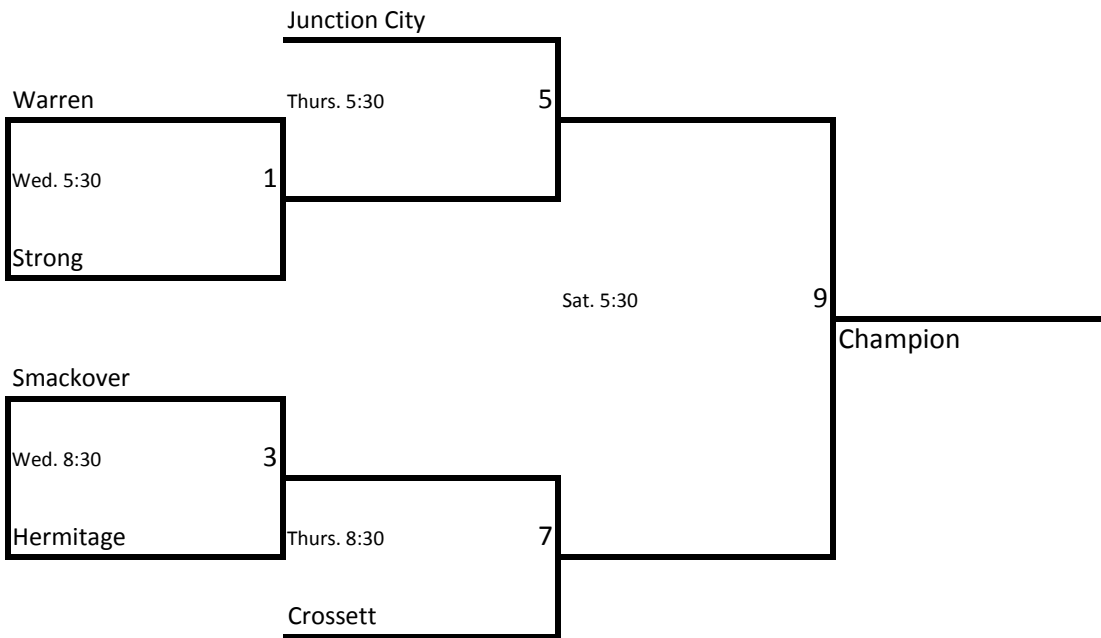 Junction City
Warren
Thurs. 5:30 5
Wed. 5:30 1
Strong
Sat. 5:30 9
Champion
Smackover
Wed. 8:30 3
Hermitage
Thurs. 8:30 7
Crossett